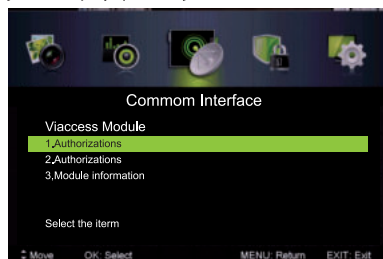 Commom Interface
Viaccess Module
1,Authorizations
2,Authorizations
3,Module information
Select the iterm
Move OK: Select MENU: Return EXIT: Exit